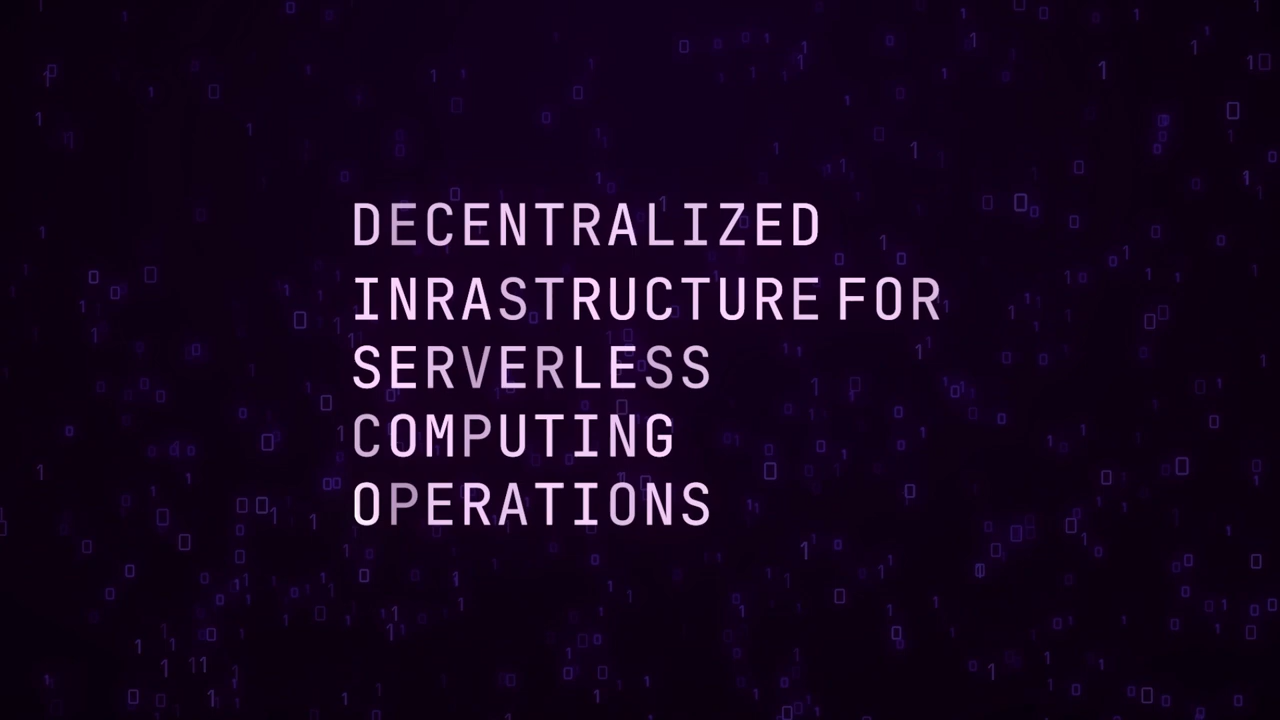 DECENTRALIZED
INRASTRUCTURE FOR
SERVERLESS
COMPUTING
OPERATIONS